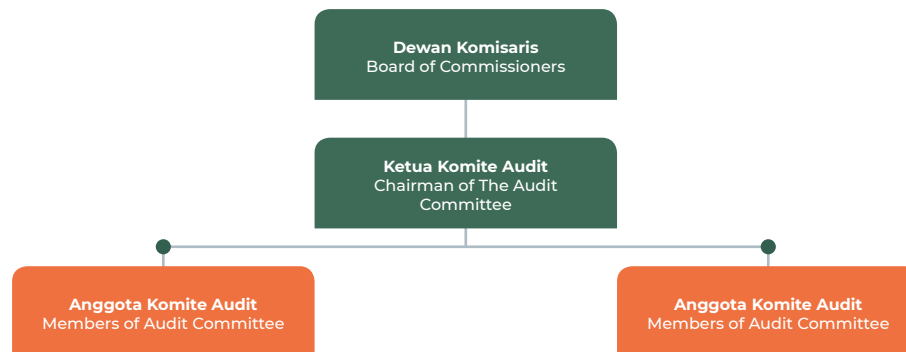 Dewan Komisaris
Board of Commissioners
Ketua Komite Audit
Chairman of The Audit
Committee
Anggota Komite Audit
Members of Audit Committee
Anggota Komite Audit
Members of Audit Committee